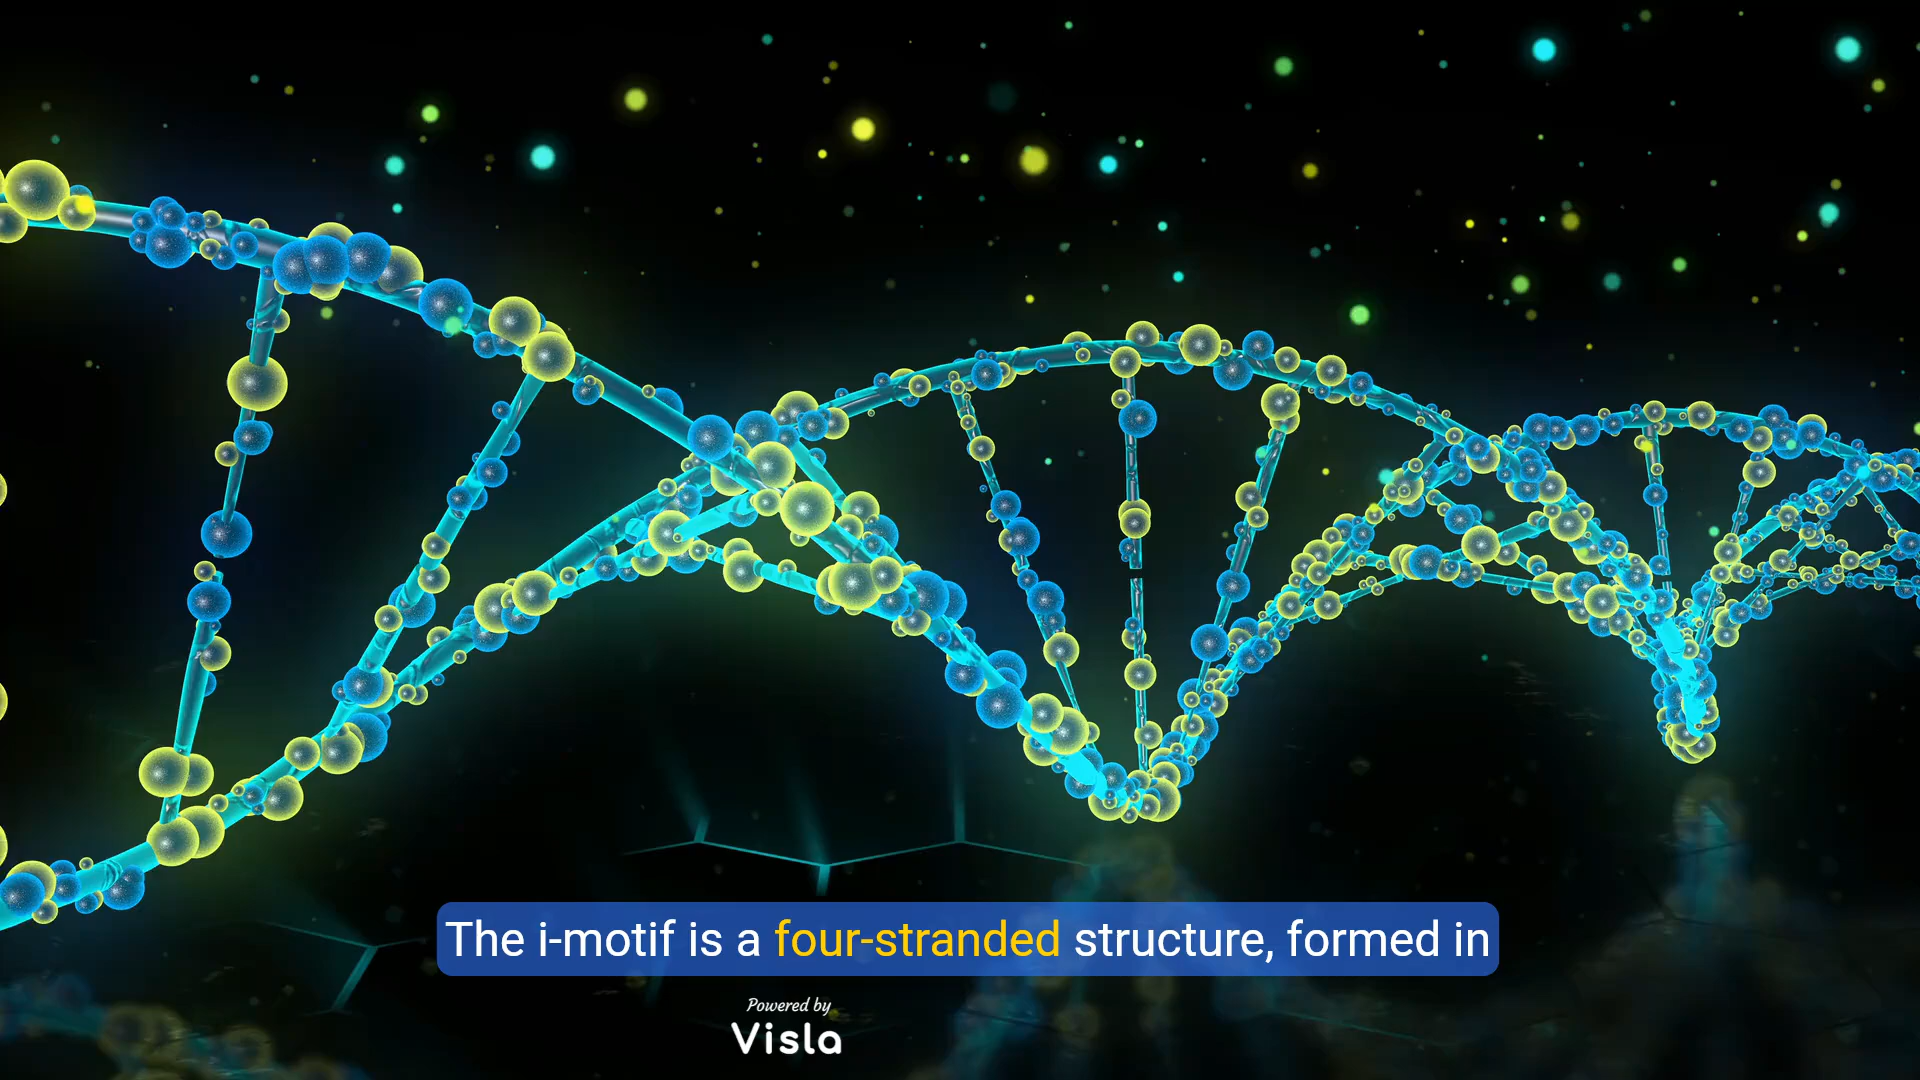 The i-motif is a four-stranded structure, formed in
Powered by
Visla